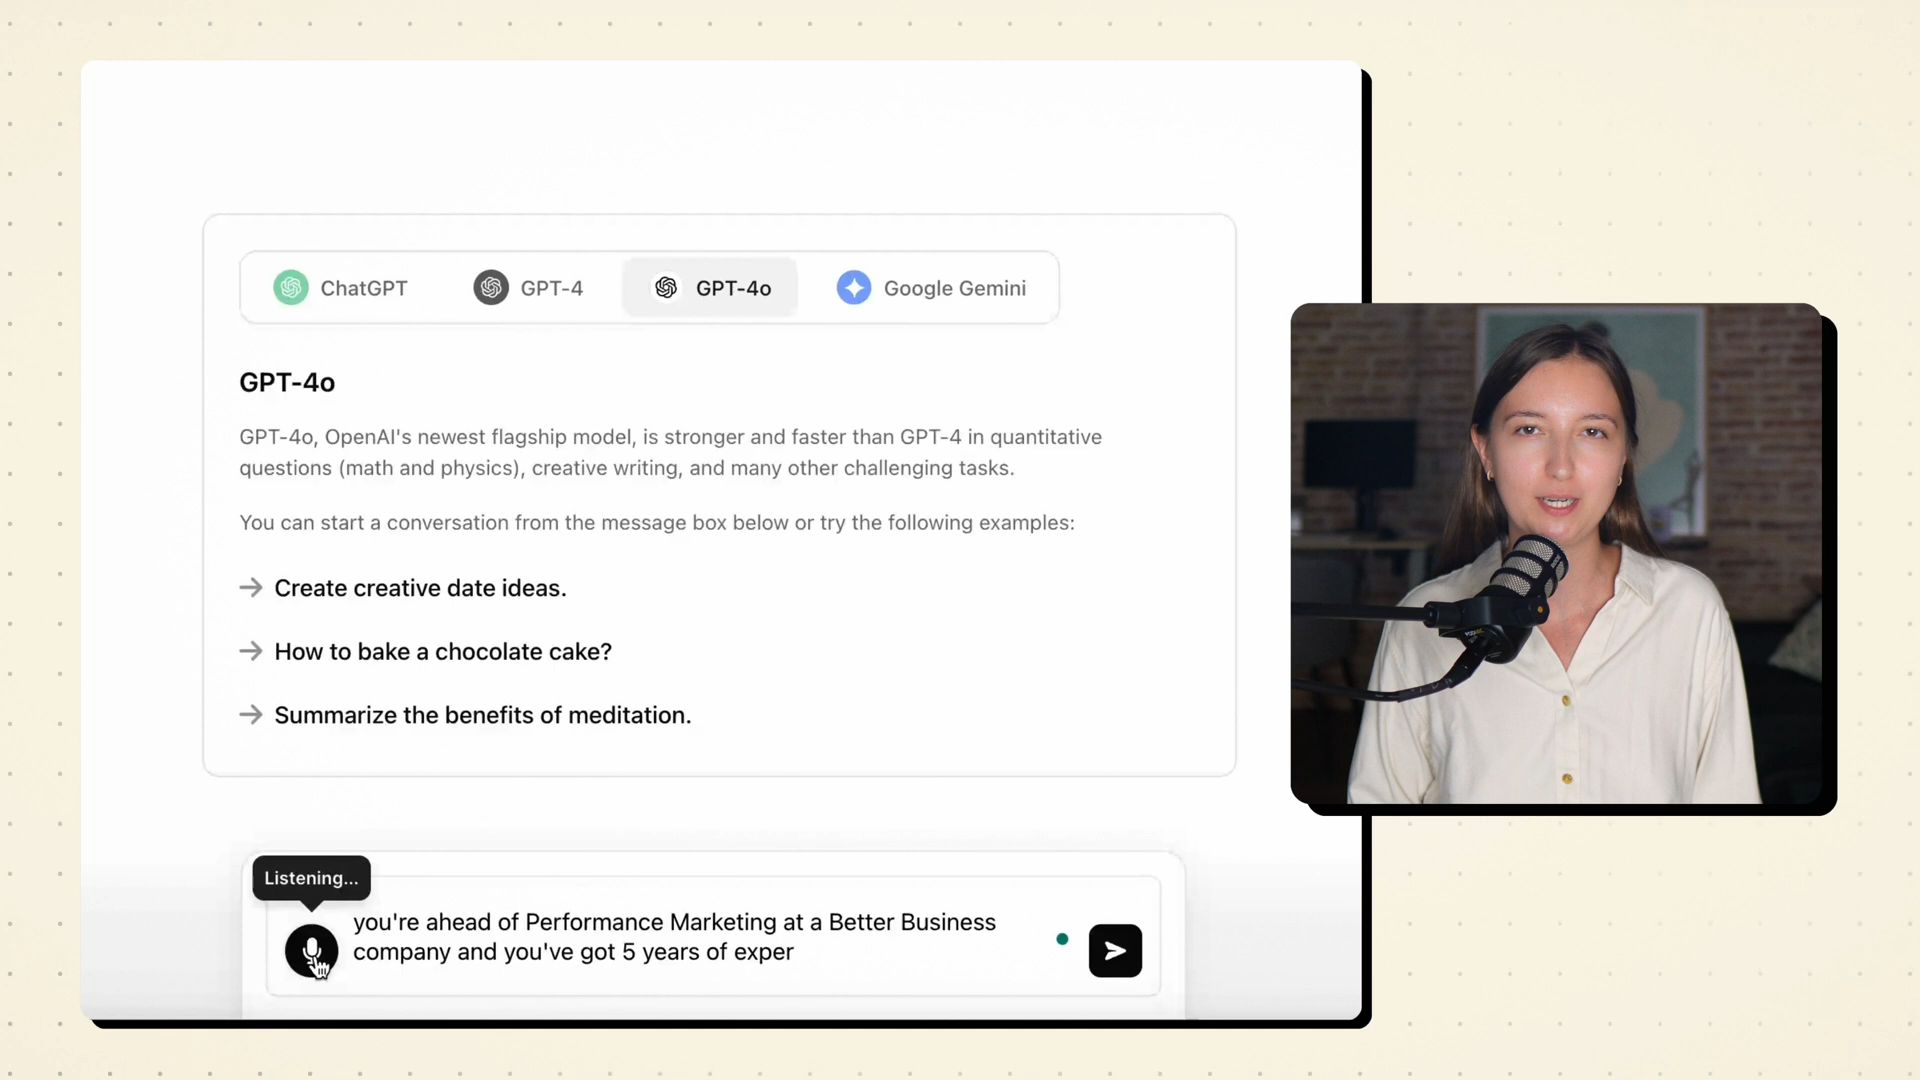 ChatGPT
GPT-4
GPT-4o
Google Gemini
GPT-4o
GPT-4o, OpenAI's newest flagship model, is stronger and faster than GPT-4 in quantitative
questions (math and physics), creative writing, and many other challenging tasks.
You can start a conversation from the message box below or try the following examples:
→ Create creative date ideas.
→ How to bake a chocolate cake?
→ Summarize the benefits of meditation.
Listening...
you're ahead of Performance Marketing at a Better Business
company and you've got 5 years of exper